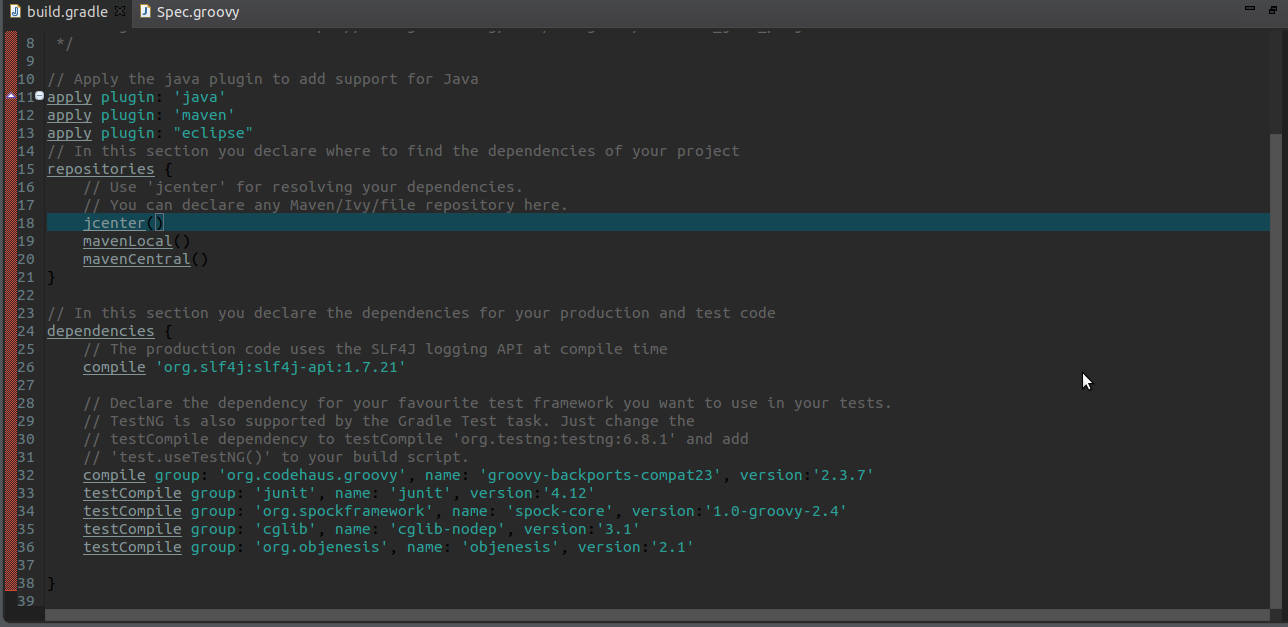 build.gradle Spec.groovy
8 */
9
10 // Apply the java plugin to add support for Java
11 apply plugin: 'java'
12 apply plugin: 'maven'
13 apply plugin: "eclipse"
14 // In this section you declare where to find the dependencies of your project
15 repositories {
16     // Use 'jcenter' for resolving your dependencies.
17     // You can declare any Maven/Ivy/file repository here.
18     jcenter()
19     mavenLocal()
20     mavenCentral()
21 }
22
23 // In this section you declare the dependencies for your production and test code
24 dependencies {
25     // The production code uses the SLF4J logging API at compile time
26     compile 'org.slf4j:slf4j-api:1.7.21'
27
28     // Declare the dependency for your favourite test framework you want to use in your tests.
29     // TestNG is also supported by the Gradle Test task. Just change the
30     // testCompile dependency to testCompile 'org.testng:testng:6.8.1' and add
31     // 'test.useTestNG()' to your build script.
32     compile group: 'org.codehaus.groovy', name: 'groovy-backports-compat23', version:'2.3.7'
33     testCompile group: 'junit', name: 'junit', version:'4.12'
34     testCompile group: 'org.spockframework', name: 'spock-core', version:'1.0-groovy-2.4'
35     testCompile group: 'cglib', name: 'cglib-nodep', version:'3.1'
36     testCompile group: 'org.objenesis', name: 'objenesis', version:'2.1'
37
38 }
39